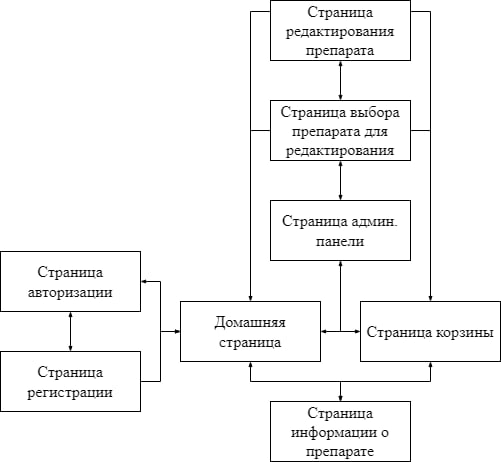 Страница
редактирования
препарата
Страница выбора
препарата для
редактирования
Страница админ.
панели
Страница
авторизации
Домашняя
страница
Страница корзины
Страница
регистрации
Страница
информации о
препарате